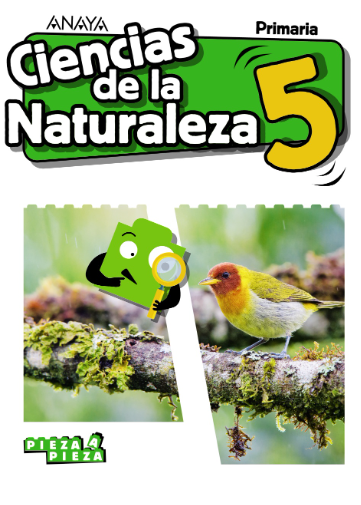 ANAYA
Primaria
Ciencias
de la
Naturaleza
5
PIEZA A
PIEZA